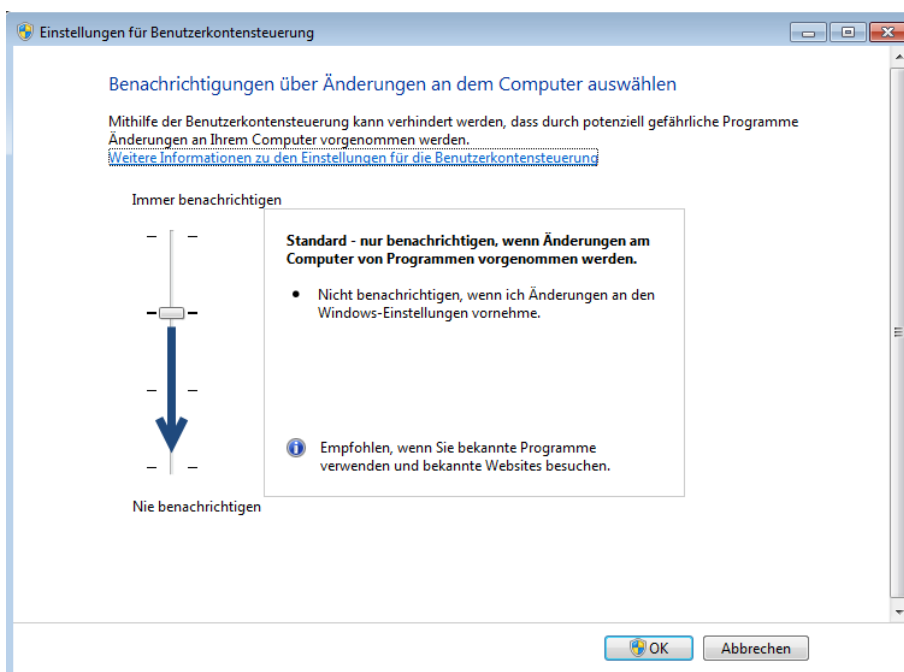 Einstellungen für Benutzerkontensteuerung
Benachrichtigungen über Änderungen an dem Computer auswählen
Mithilfe der Benutzerkontensteuerung kann verhindert werden, dass durch potenziell gefährliche Programme
Änderungen an Ihrem Computer vorgenommen werden.
Weitere Informationen zu den Einstellungen für die Benutzerkontensteuerung
Immer benachrichtigen
Standard - nur benachrichtigen, wenn Änderungen am
Computer von Programmen vorgenommen werden.
• Nicht benachrichtigen, wenn ich Änderungen an den
Windows-Einstellungen vornehme.
Empfohlen, wenn Sie bekannte Programme
verwenden und bekannte Websites besuchen.
Nie benachrichtigen
OK
Abbrechen